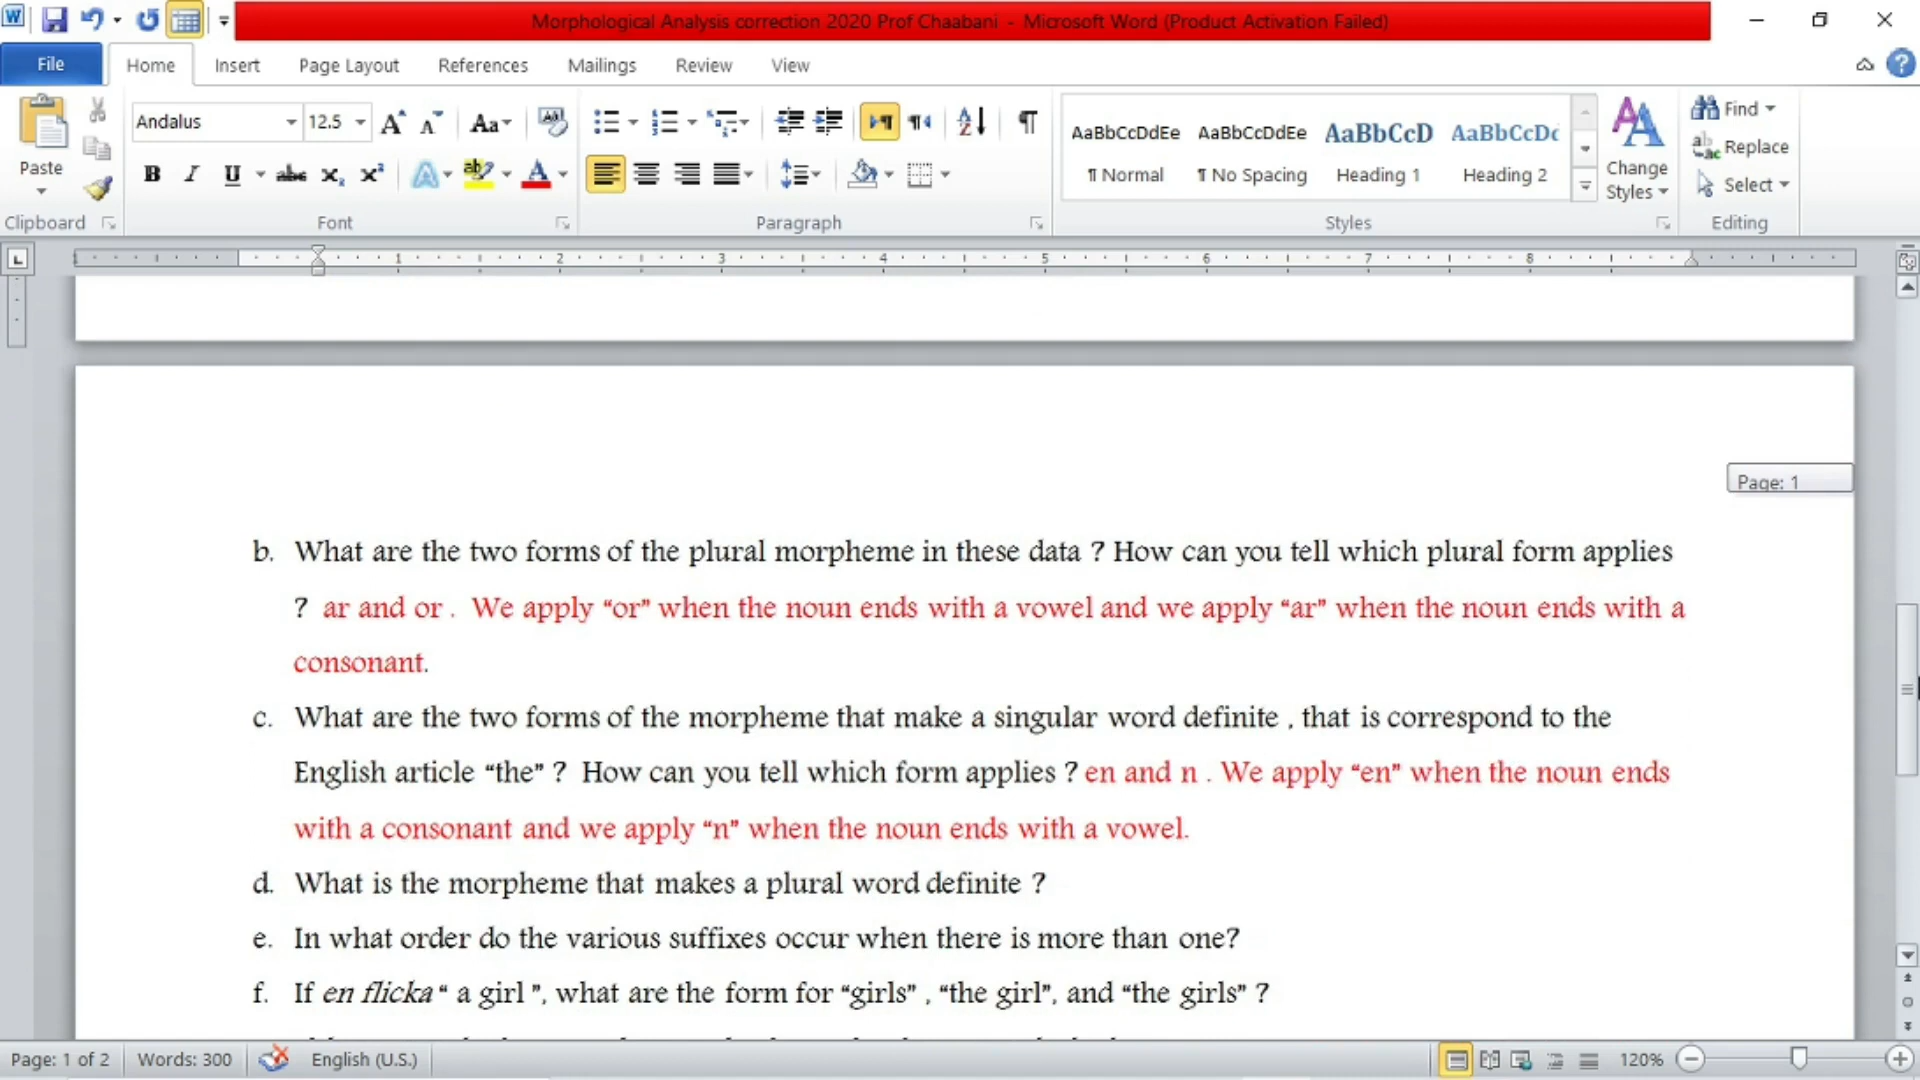 Morphological Analysis correction 2020 Prof Chaabani - Microsoft Word (Product Activation Failed)
File Home Insert Page Layout References Mailings Review View
Paste
Andalus 12.5
AaBbCcDdEe AaBbCcDdEe AaBbCcD AaBbCcDc
¶ Normal ¶ No Spacing Heading 1 Heading 2
Change Styles
Find
Replace
Select
Clipboard Font Paragraph Styles Editing
1 2 3 4 5 6 7 8
Page: 1
b. What are the two forms of the plural morpheme in these data ? How can you tell which plural form applies
? ar and or . We apply “or” when the noun ends with a vowel and we apply “ar” when the noun ends with a
consonant.
c. What are the two forms of the morpheme that make a singular word definite , that is correspond to the
English article “the” ? How can you tell which form applies ? en and n . We apply “en” when the noun ends
with a consonant and we apply “n” when the noun ends with a vowel.
d. What is the morpheme that makes a plural word definite ?
e. In what order do the various suffixes occur when there is more than one?
f. If en flicka “ a girl ”, what are the form for “girls” , “the girl”, and “the girls” ?
Page: 1 of 2 Words: 300 English (U.S.) 120%